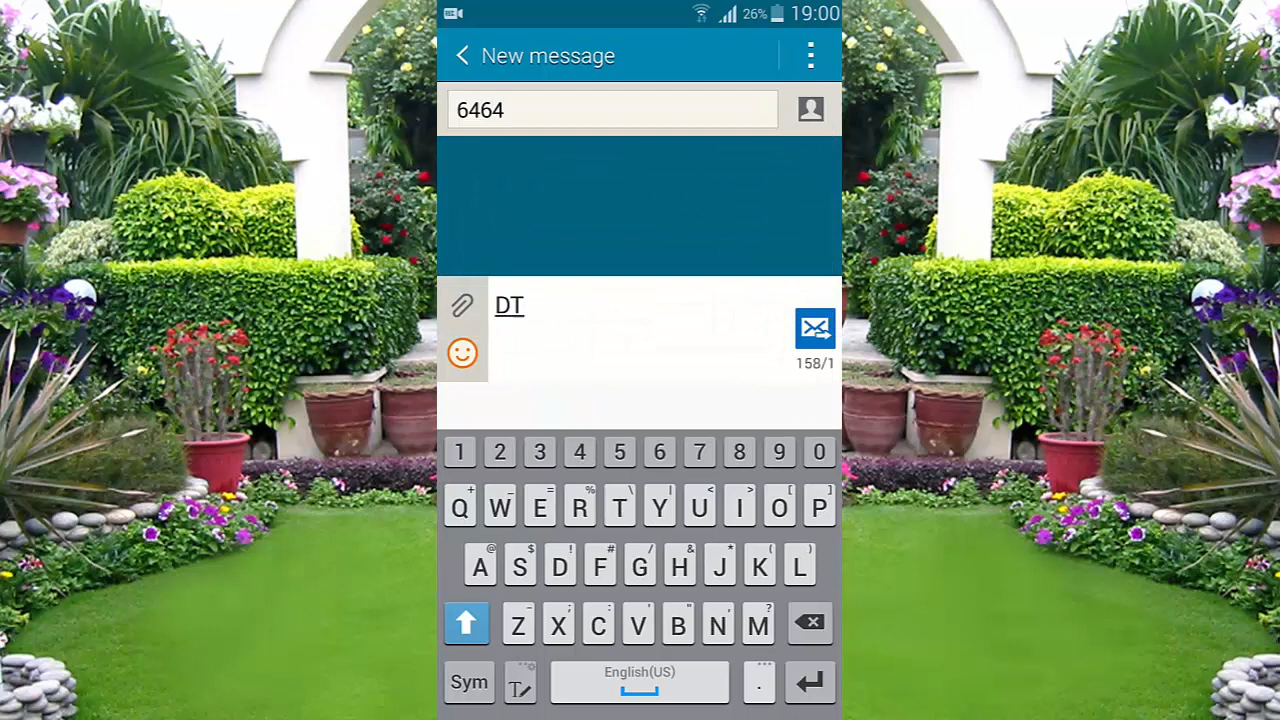 26% 19:00
New message
6464
DT
158/1
1 2 3 4 5 6 7 8 9 0
+ _ = % \ | < > [ ]
Q W E R T Y U I O P
@ $ ! # / & * ( )
A S D F G H J K L
- ; : ' " , ?
Z X C V B N M
Sym English(US) .